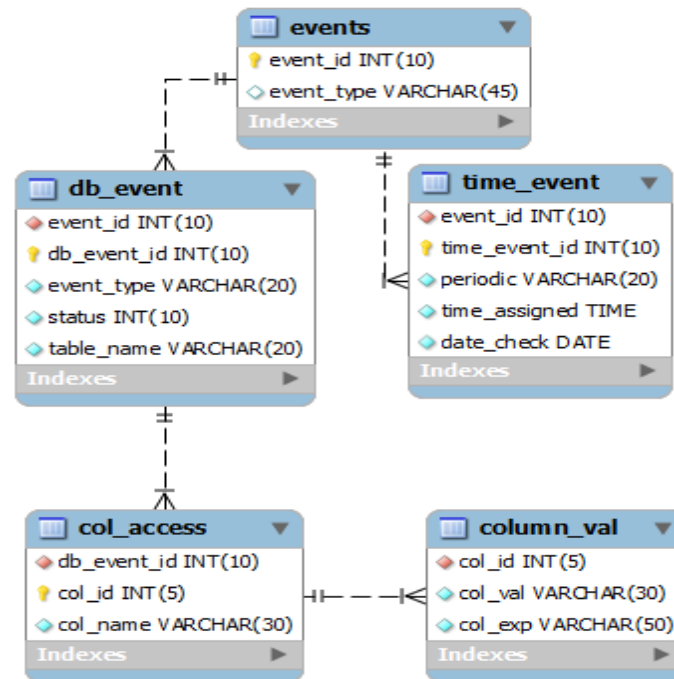 events
event_id INT(10)
event_type VARCHAR(45)
Indexes
db_event
event_id INT(10)
db_event_id INT(10)
event_type VARCHAR(20)
status INT(10)
table_name VARCHAR(20)
Indexes
time_event
event_id INT(10)
time_event_id INT(10)
periodic VARCHAR(20)
time_assigned TIME
date_check DATE
Indexes
col_access
db_event_id INT(10)
col_id INT(5)
col_name VARCHAR(30)
Indexes
column_val
col_id INT(5)
col_val VARCHAR(30)
col_exp VARCHAR(50)
Indexes